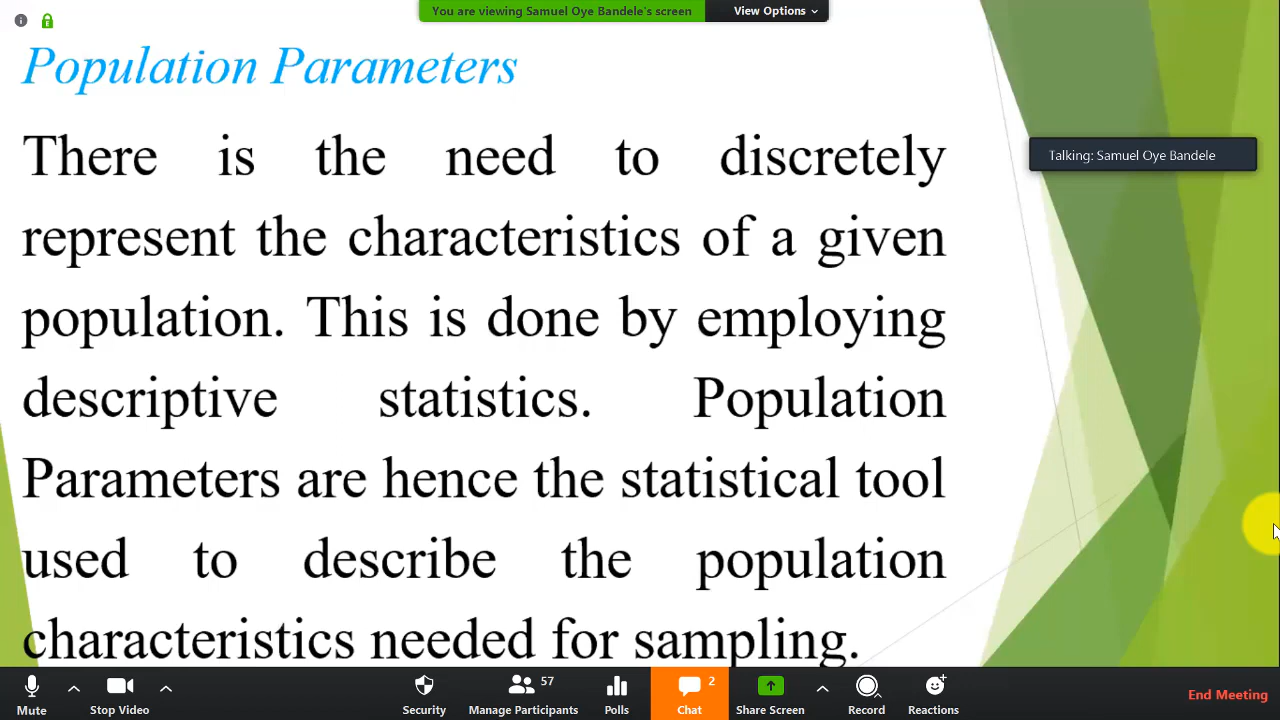 You are viewing Samuel Oye Bandele's screen
View Options
Population Parameters
There is the need to discretely
represent the characteristics of a given
population. This is done by employing
descriptive statistics. Population
Parameters are hence the statistical tool
used to describe the population
characteristics needed for sampling.
Talking: Samuel Oye Bandele
Mute
Stop Video
Security
57
Manage Participants
Polls
2
Chat
Share Screen
Record
Reactions
End Meeting